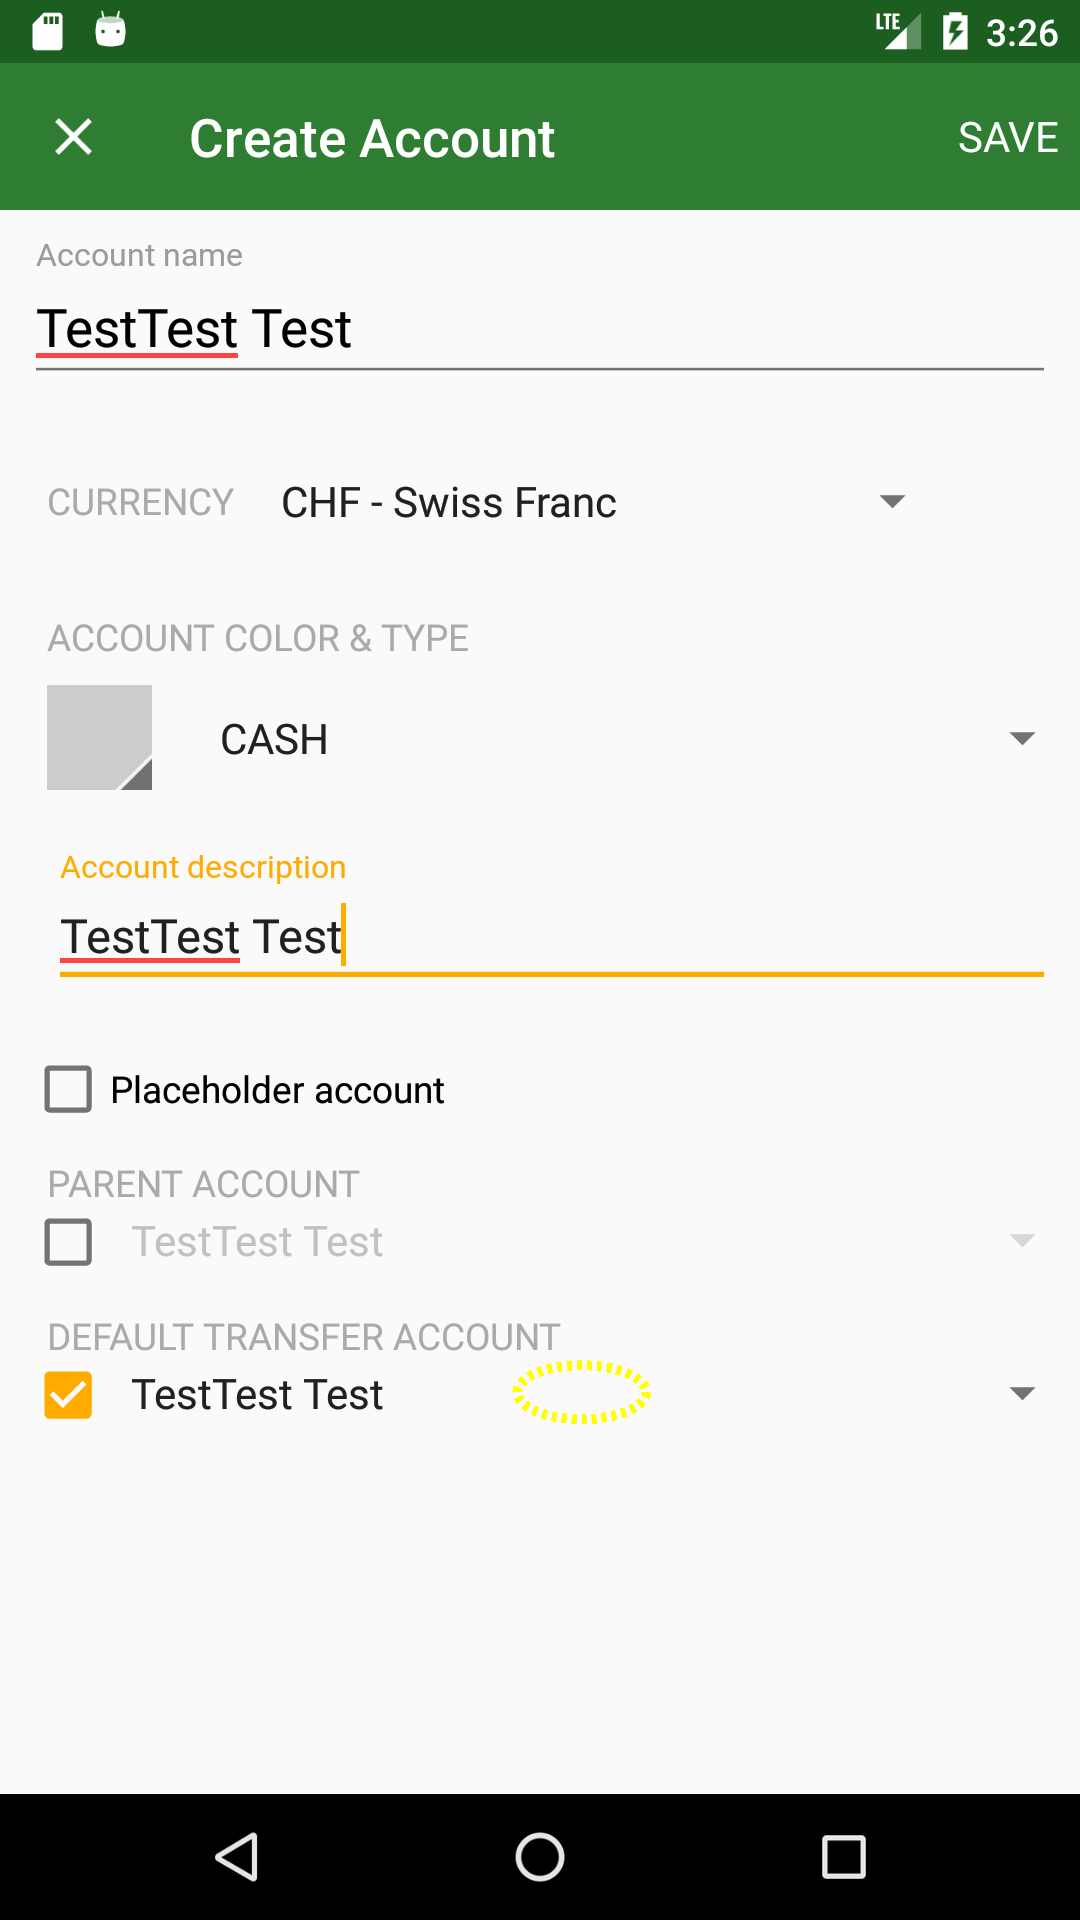 LTE 3:26
Create Account SAVE
Account name
TestTest Test
CURRENCY CHF - Swiss Franc
ACCOUNT COLOR & TYPE
CASH
Account description
TestTest Test
Placeholder account
PARENT ACCOUNT
TestTest Test
DEFAULT TRANSFER ACCOUNT
TestTest Test